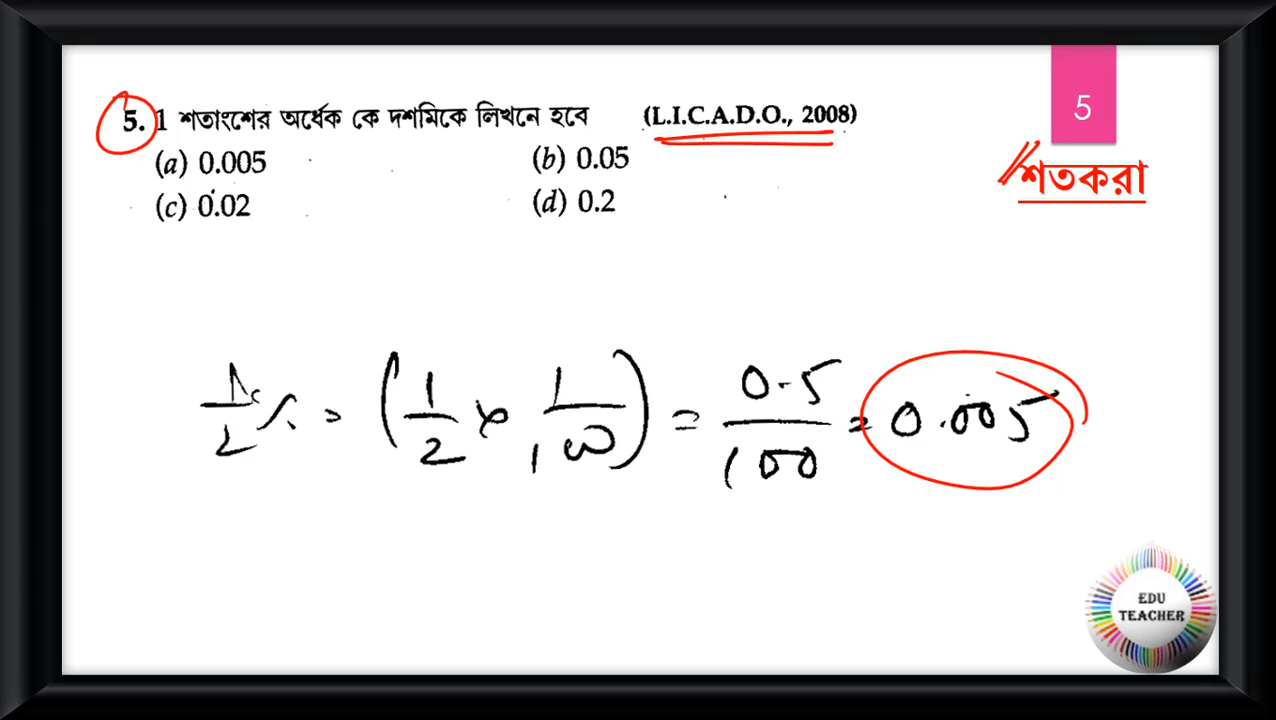 5. 1 শতাংশের অর্ধেক কে দশমিকে লিখনে হবে (L.I.C.A.D.O., 2008)
5
(a) 0.005 (b) 0.05
শতকরা
(c) 0.02 (d) 0.2
1/2 % = (1/2 × 1/100) = 0.5/100 = 0.005
EDU
TEACHER